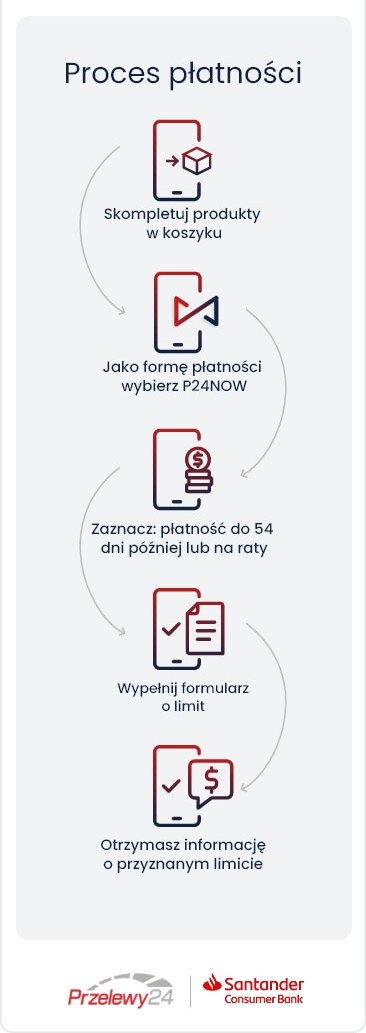 Proces płatności
Skompletuj produkty
w koszyku
Jako formę płatności
wybierz P24NOW
$
Zaznacz: płatność do 54
dni później lub na raty
Wypełnij formularz
o limit
$
Otrzymasz informację
o przyznanym limicie
Przelewy24
Santander
Consumer Bank